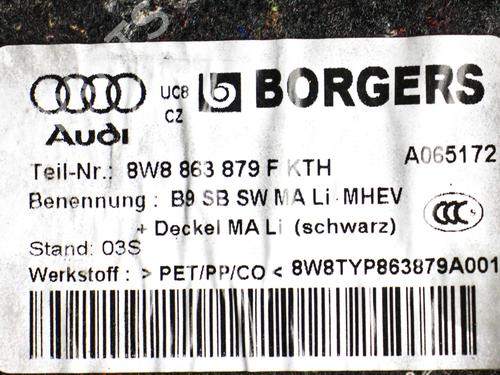 UC8
CZ
BORGERS
Audi
A065172
Teil-Nr.: 8W8 863 879 F KTH
Benennung : B9 SB SW MA Li MHEV
+ Deckel MA Li (schwarz)
CCC
Stand: 03S
Werkstoff : > PET/PP/CO < 8W8TYP863879A001